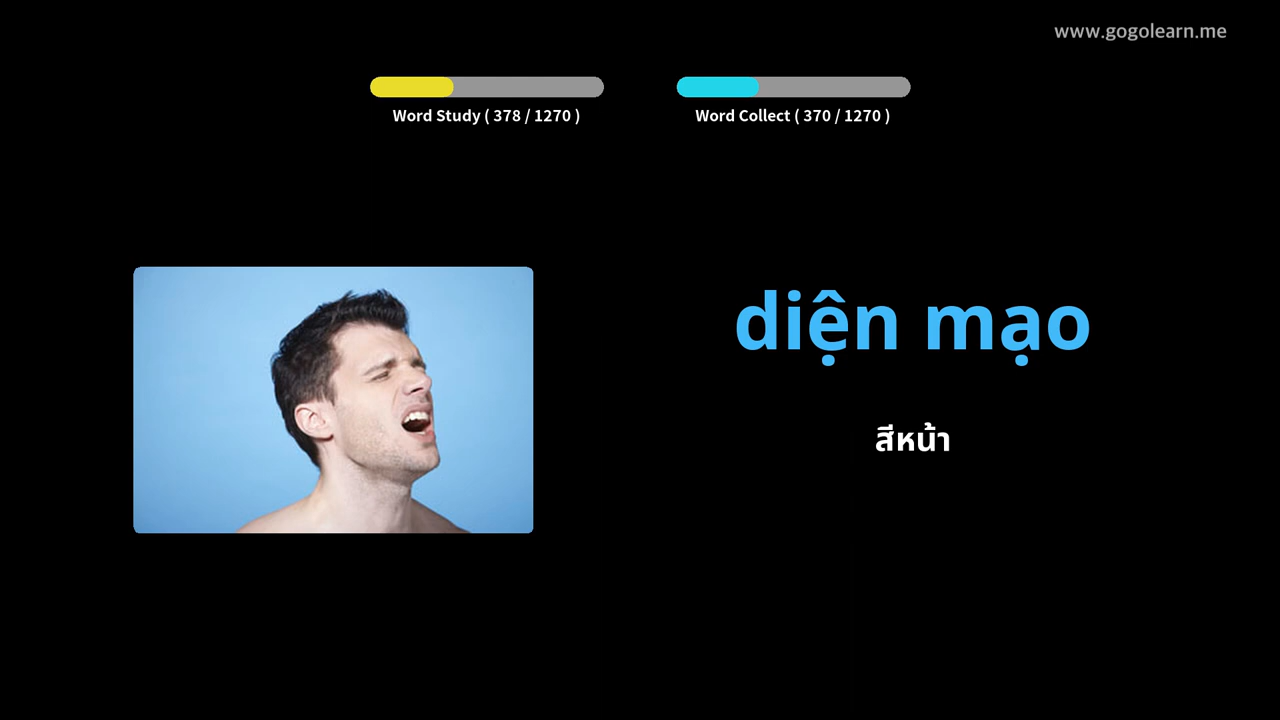 www.gogolearn.me
Word Study ( 378 / 1270 )
Word Collect ( 370 / 1270 )
diện mạo
สีหน้า